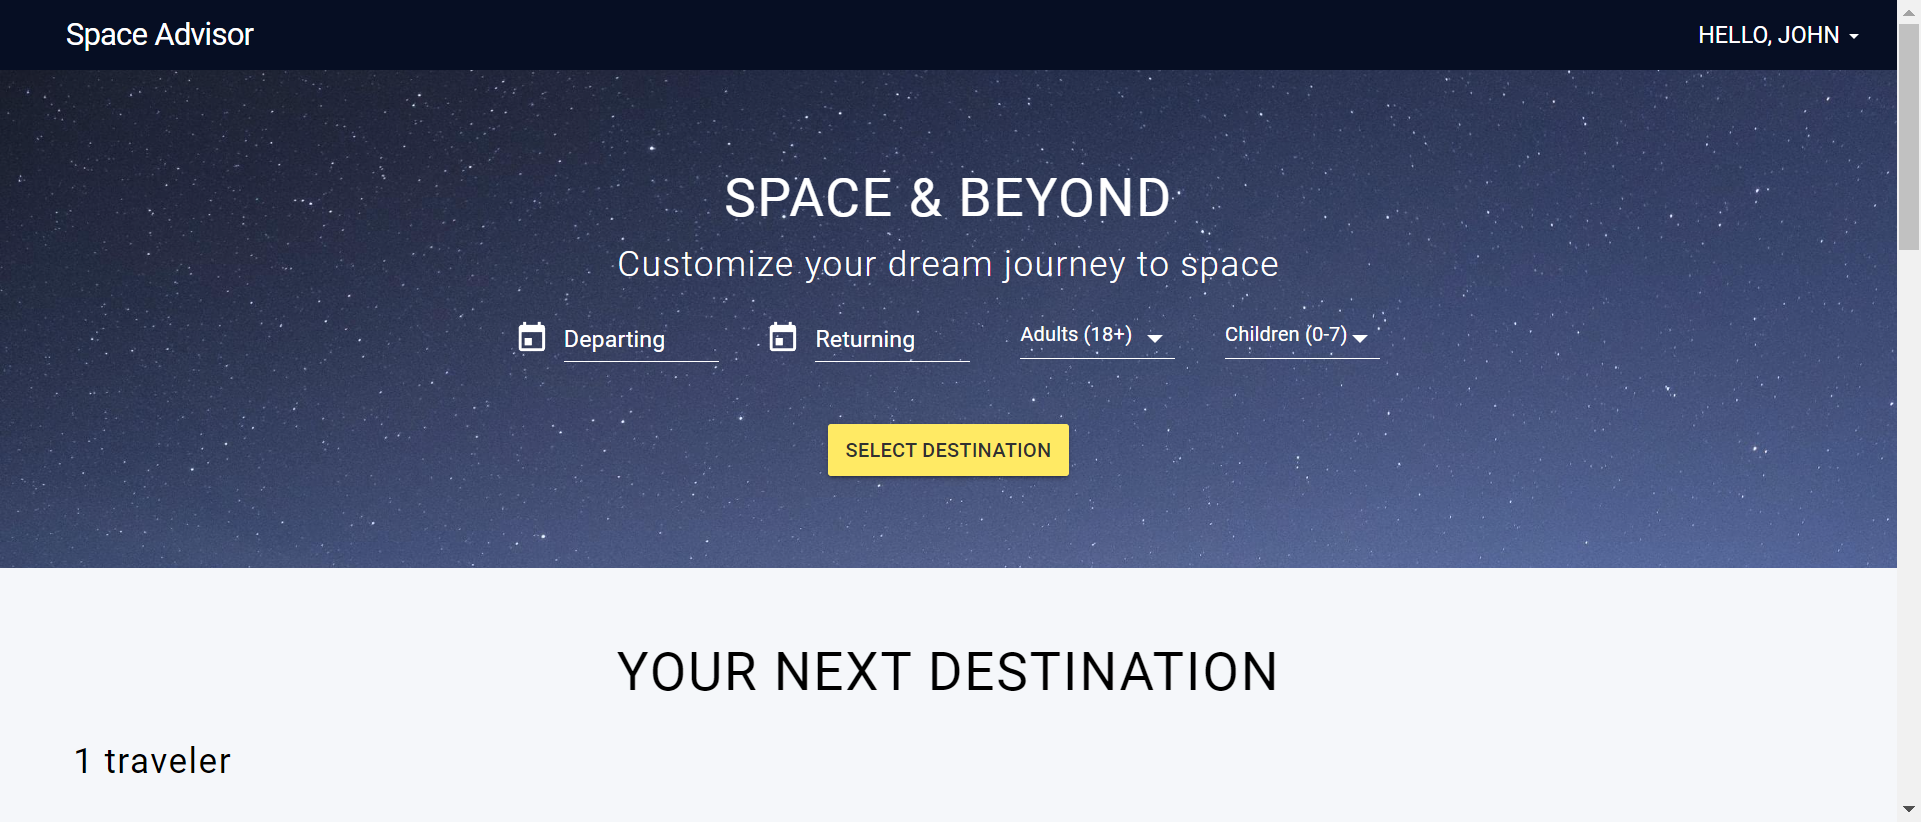 Space Advisor
HELLO, JOHN
SPACE & BEYOND
Customize your dream journey to space
Departing
Returning
Adults (18+)
Children (0-7)
SELECT DESTINATION
YOUR NEXT DESTINATION
1 traveler